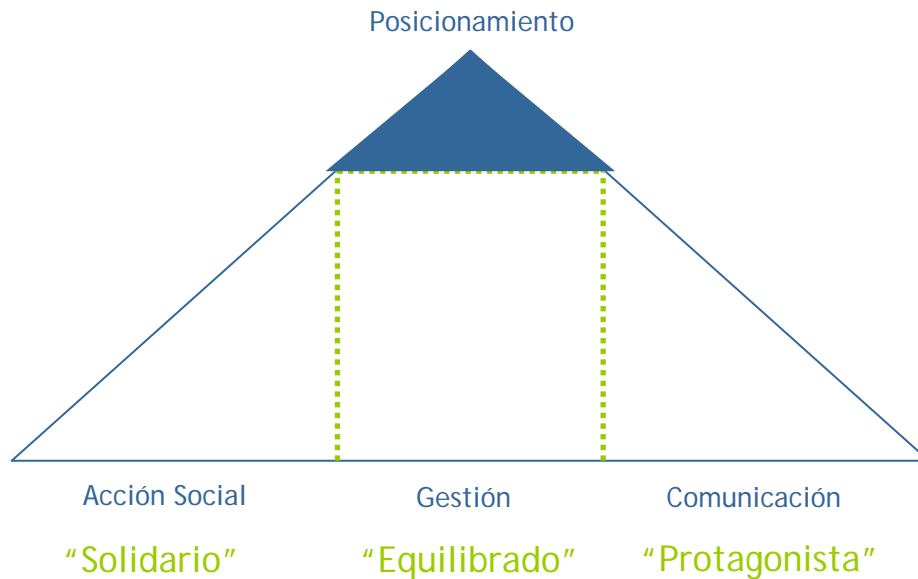 Posicionamiento
Acción Social Gestión Comunicación
“Solidario” “Equilibrado” “Protagonista”